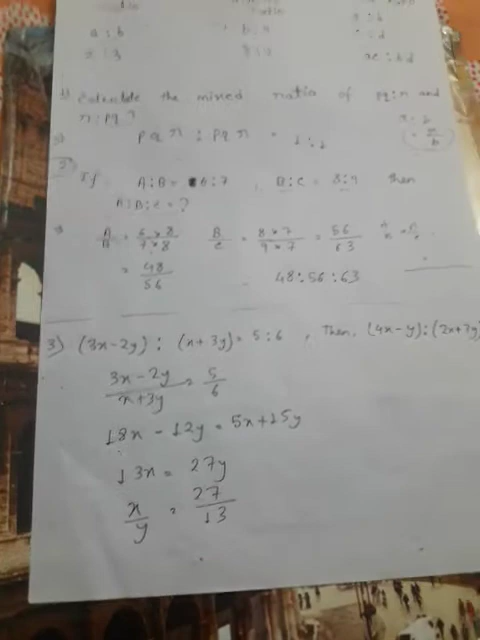 ratio
a : b
ac : bd
1) Calculate the mixed ratio of pq:r and
r : pq ?
pqr : pqr = 1 : 1
2) If A:B = 6:7 , B:C = 8:9 then
A:B:C = ?
A/B = 6×8/7×8 B/C = 8×7/9×7 = 56/63
= 48/56 48:56:63
3) (3x-2y) : (x+3y) = 5:6 , Then, (4x-y):(2x+7y)
3x-2y/x+3y = 5/6
18x - 12y = 5x+15y
13x = 27y
x/y = 27/13